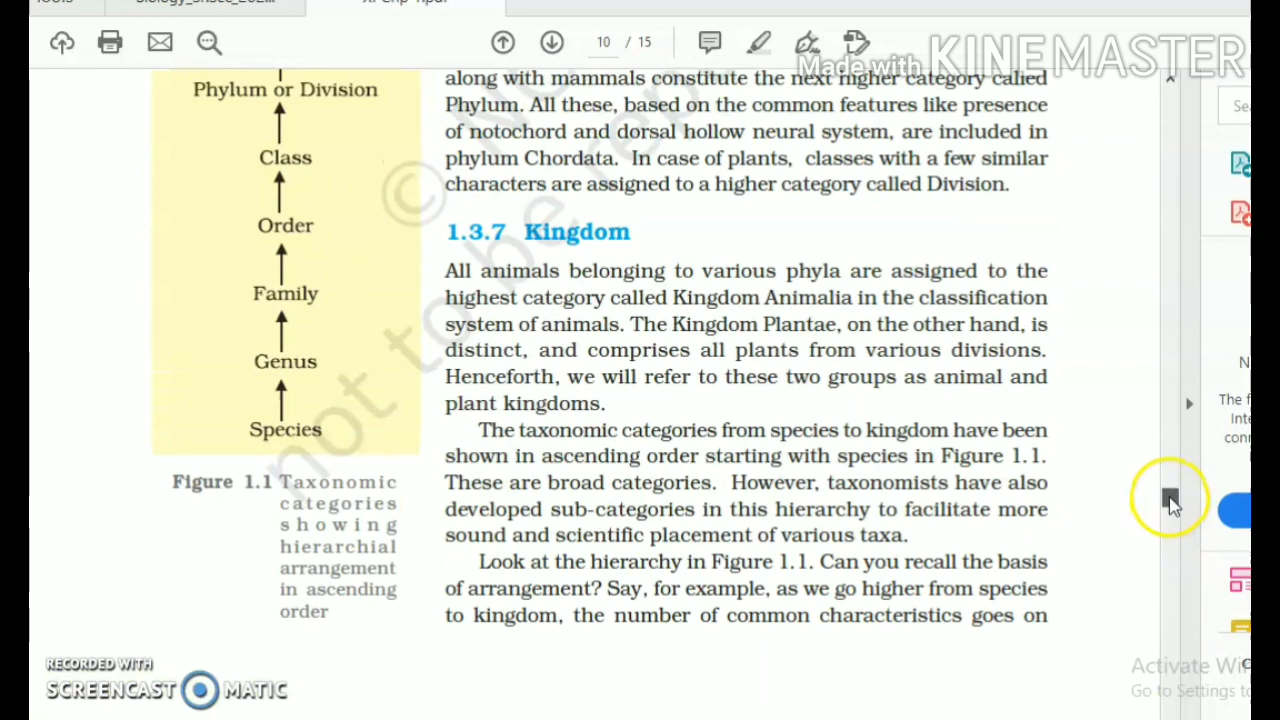 10 / 15
Made with KINEMASTER
Phylum or Division
Class
Order
Family
Genus
Species
Figure 1.1 Taxonomic
categories
showing
hierarchial
arrangement
in ascending
order
along with mammals constitute the next higher category called
Phylum. All these, based on the common features like presence
of notochord and dorsal hollow neural system, are included in
phylum Chordata. In case of plants, classes with a few similar
characters are assigned to a higher category called Division.
1.3.7 Kingdom
All animals belonging to various phyla are assigned to the
highest category called Kingdom Animalia in the classification
system of animals. The Kingdom Plantae, on the other hand, is
distinct, and comprises all plants from various divisions.
Henceforth, we will refer to these two groups as animal and
plant kingdoms.
The taxonomic categories from species to kingdom have been
shown in ascending order starting with species in Figure 1.1.
These are broad categories. However, taxonomists have also
developed sub-categories in this hierarchy to facilitate more
sound and scientific placement of various taxa.
Look at the hierarchy in Figure 1.1. Can you recall the basis
of arrangement? Say, for example, as we go higher from species
to kingdom, the number of common characteristics goes on
© 
not to be rep
The f
Inte
conn
RECORDED WITH
SCREENCAST MATIC
Activate Wi
Go to Settings to